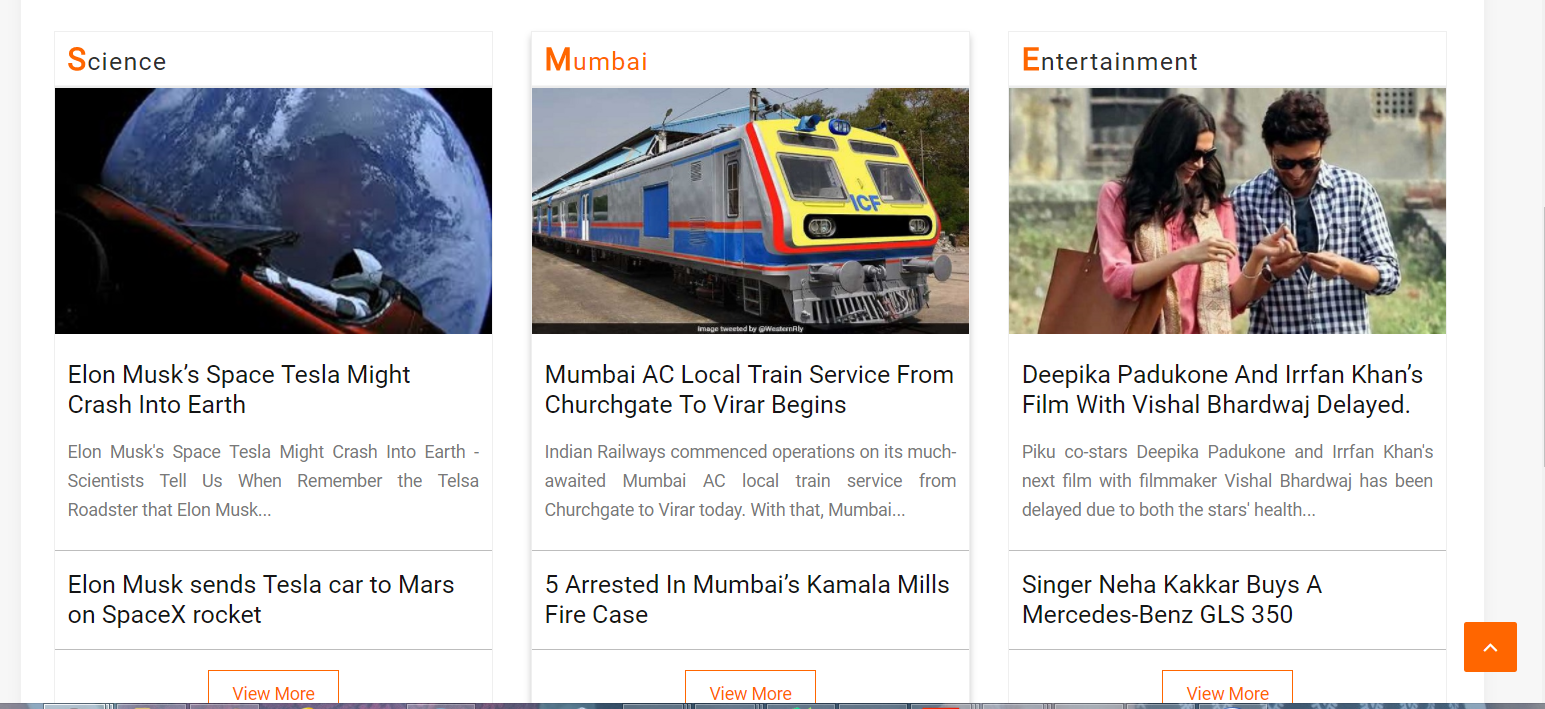 Science
Elon Musk’s Space Tesla Might
Crash Into Earth
Elon Musk's Space Tesla Might Crash Into Earth -
Scientists Tell Us When Remember the Telsa
Roadster that Elon Musk...
Elon Musk sends Tesla car to Mars
on SpaceX rocket
View More
Mumbai
ICF
Image tweeted by @WesternRly
Mumbai AC Local Train Service From
Churchgate To Virar Begins
Indian Railways commenced operations on its much-
awaited Mumbai AC local train service from
Churchgate to Virar today. With that, Mumbai...
5 Arrested In Mumbai’s Kamala Mills
Fire Case
View More
Entertainment
Deepika Padukone And Irrfan Khan’s
Film With Vishal Bhardwaj Delayed.
Piku co-stars Deepika Padukone and Irrfan Khan's
next film with filmmaker Vishal Bhardwaj has been
delayed due to both the stars' health...
Singer Neha Kakkar Buys A
Mercedes-Benz GLS 350
View More